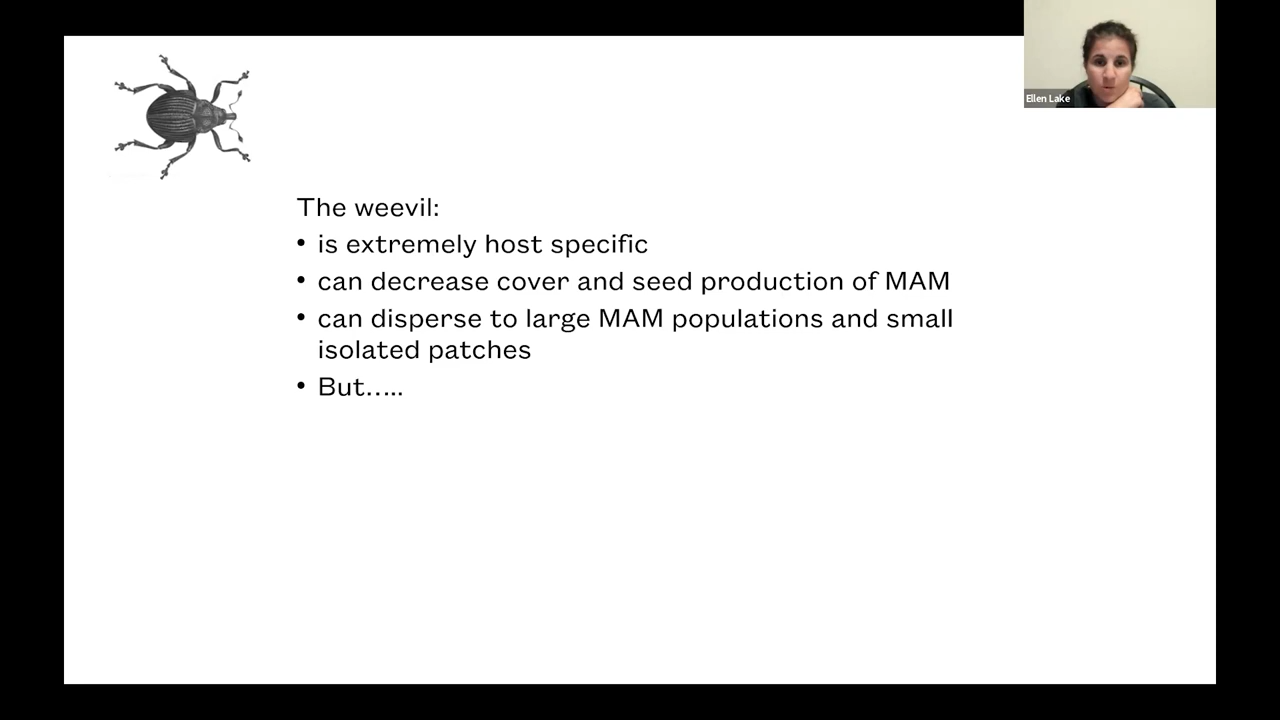 Ellen Lake
The weevil:
• is extremely host specific
• can decrease cover and seed production of MAM
• can disperse to large MAM populations and small
isolated patches
• But.....